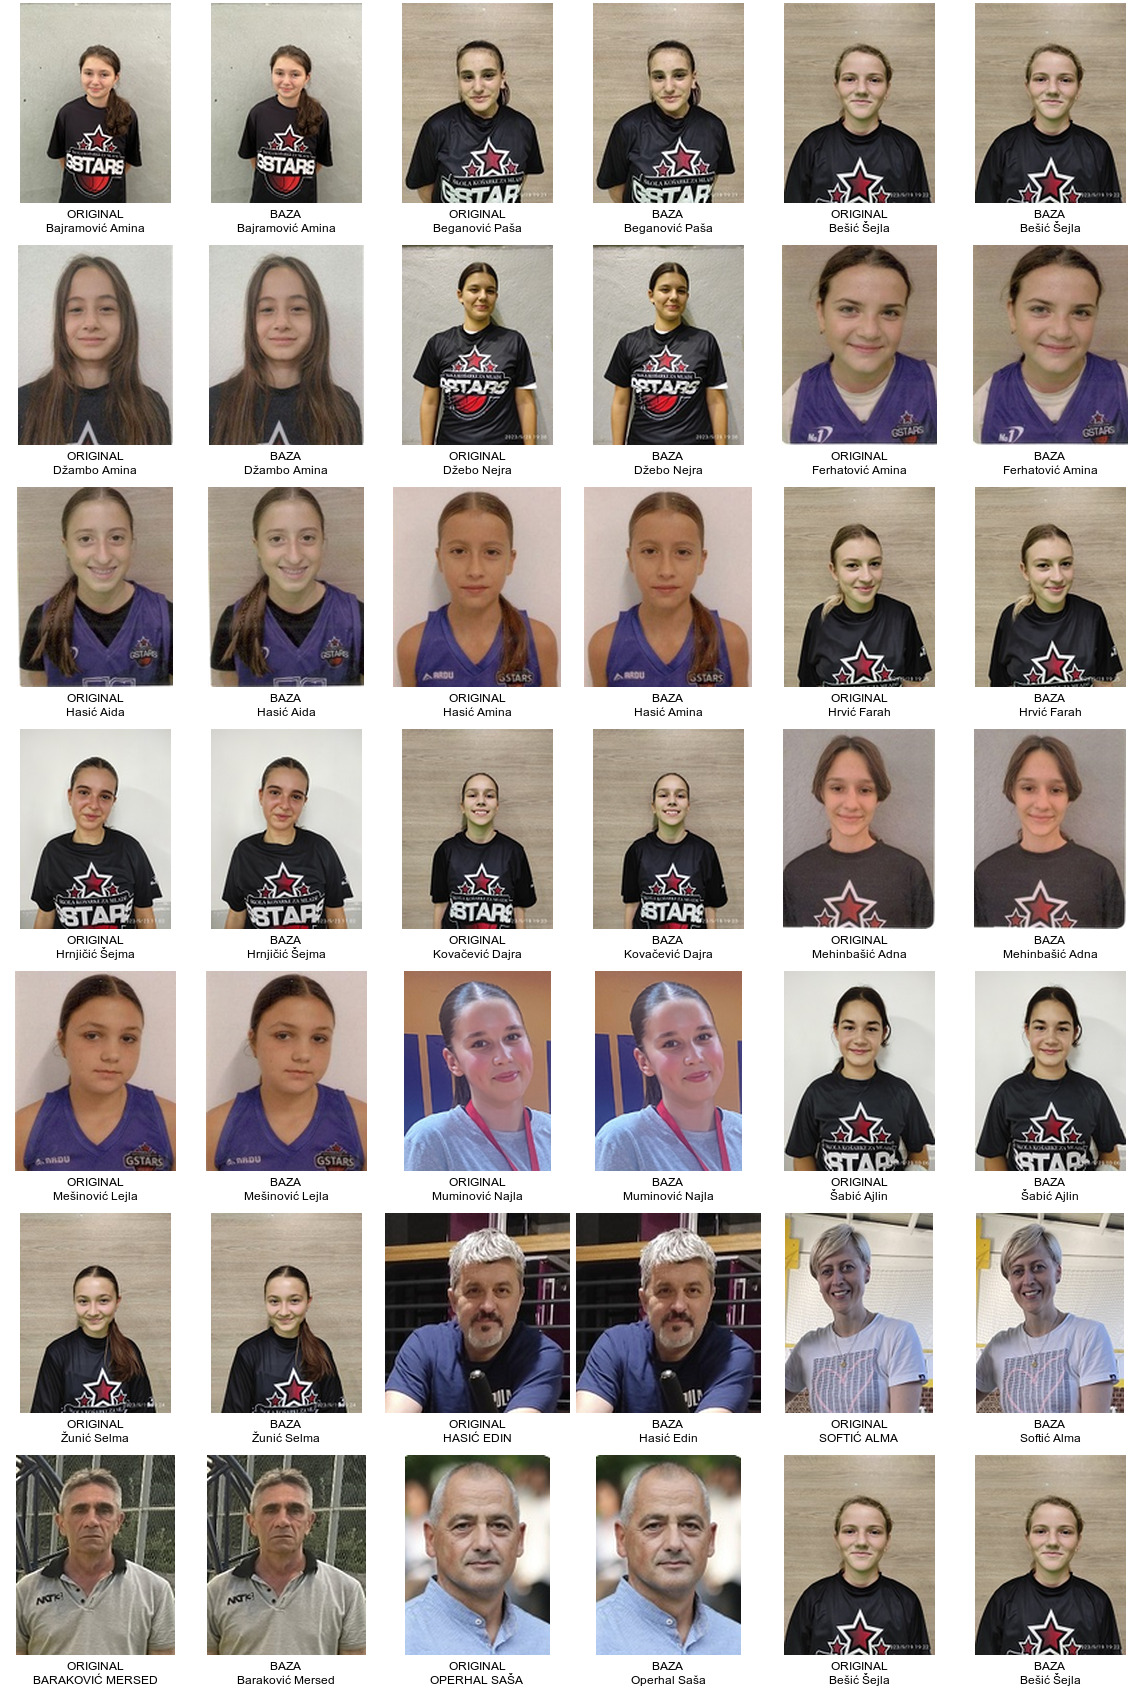 ORIGINAL BAZA ORIGINAL BAZA ORIGINAL BAZA
Bajramović Amina Bajramović Amina Beganović Paša Beganović Paša Bešić Šejla Bešić Šejla
ORIGINAL BAZA ORIGINAL BAZA ORIGINAL BAZA
Džambo Amina Džambo Amina Džebo Nejra Džebo Nejra Ferhatović Amina Ferhatović Amina
ORIGINAL BAZA ORIGINAL BAZA ORIGINAL BAZA
Hasić Aida Hasić Aida Hasić Amina Hasić Amina Hrvić Farah Hrvić Farah
ORIGINAL BAZA ORIGINAL BAZA ORIGINAL BAZA
Hrnjičić Šejma Hrnjičić Šejma Kovačević Dajra Kovačević Dajra Mehinbašić Adna Mehinbašić Adna
ORIGINAL BAZA ORIGINAL BAZA ORIGINAL BAZA
Mešinović Lejla Mešinović Lejla Muminović Najla Muminović Najla Šabić Ajlin Šabić Ajlin
ORIGINAL BAZA ORIGINAL BAZA ORIGINAL BAZA
Žunić Selma Žunić Selma HASIĆ EDIN Hasić Edin SOFTIĆ ALMA Softić Alma
ORIGINAL BAZA ORIGINAL BAZA ORIGINAL BAZA
BARAKOVIĆ MERSED Baraković Mersed OPERHAL SAŠA Operhal Saša Bešić Šejla Bešić Šejla